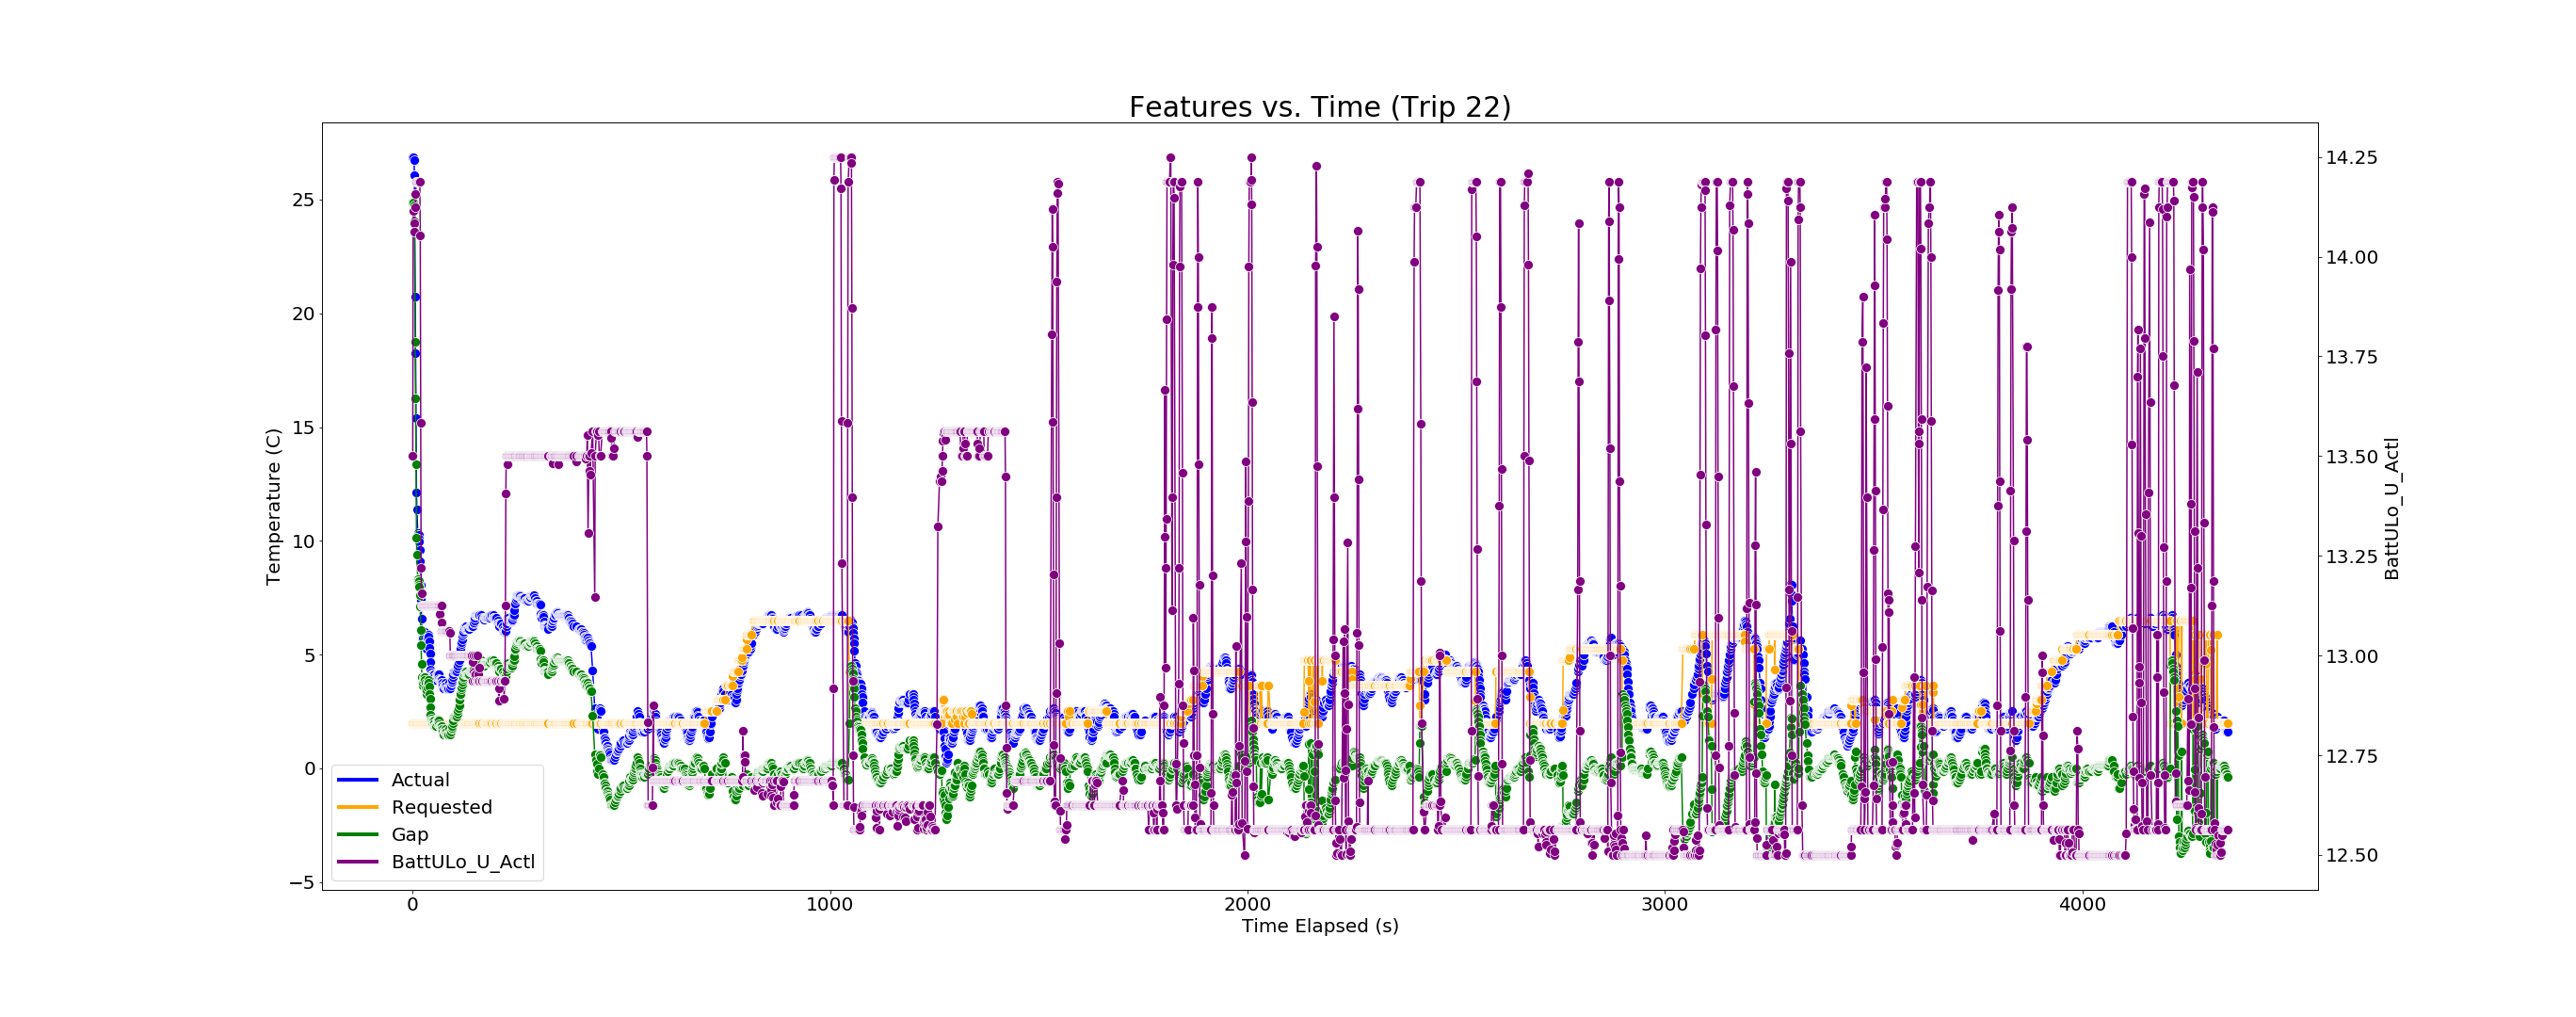 Features vs. Time (Trip 22)
Temperature (C)
25
20
15
10
5
0
−5
14.25
14.00
13.75
13.50
13.25
13.00
12.75
12.50
BattULo_U_Actl
Actual
Requested
Gap
BattULo_U_Actl
0
1000
2000
3000
4000
Time Elapsed (s)